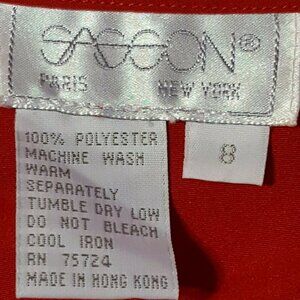 SASSON®
PARIS NEW YORK
100% POLYESTER
MACHINE WASH
WARM
SEPARATELY
TUMBLE DRY LOW
DO NOT BLEACH
COOL IRON
RN 75724
MADE IN HONG KONG
8